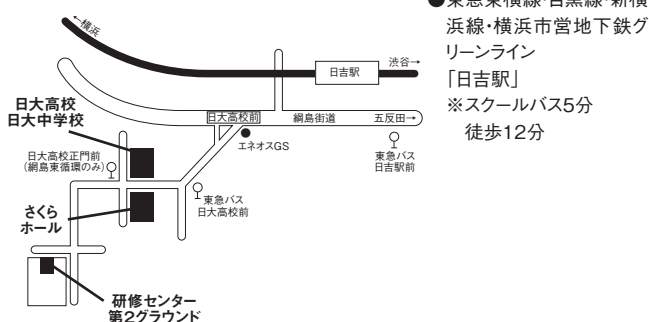 ←横浜
渋谷→
日吉駅
日大高校
日大中学校
日大高校前
綱島街道
五反田→
エネオスGS
日大高校正門前
(綱島東循環のみ)
東急バス
日吉駅前
東急バス
日大高校前
さくら
ホール
研修センター
第2グラウンド
●東急東横線・目黒線・新横
浜線・横浜市営地下鉄グ
リーンライン
「日吉駅」
※スクールバス5分
徒歩12分